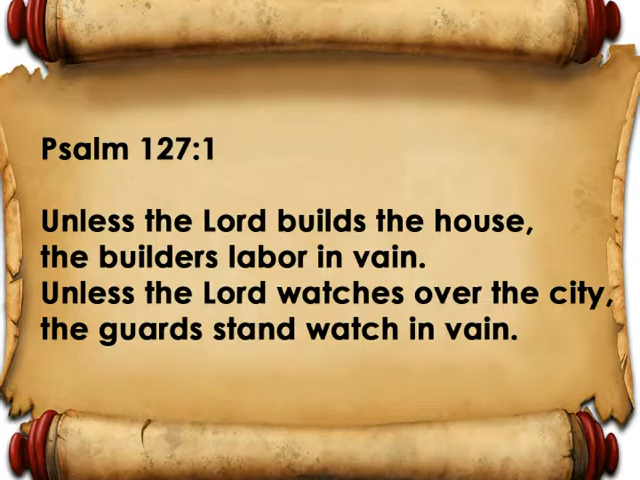 Psalm 127:1
Unless the Lord builds the house,
the builders labor in vain.
Unless the Lord watches over the city,
the guards stand watch in vain.